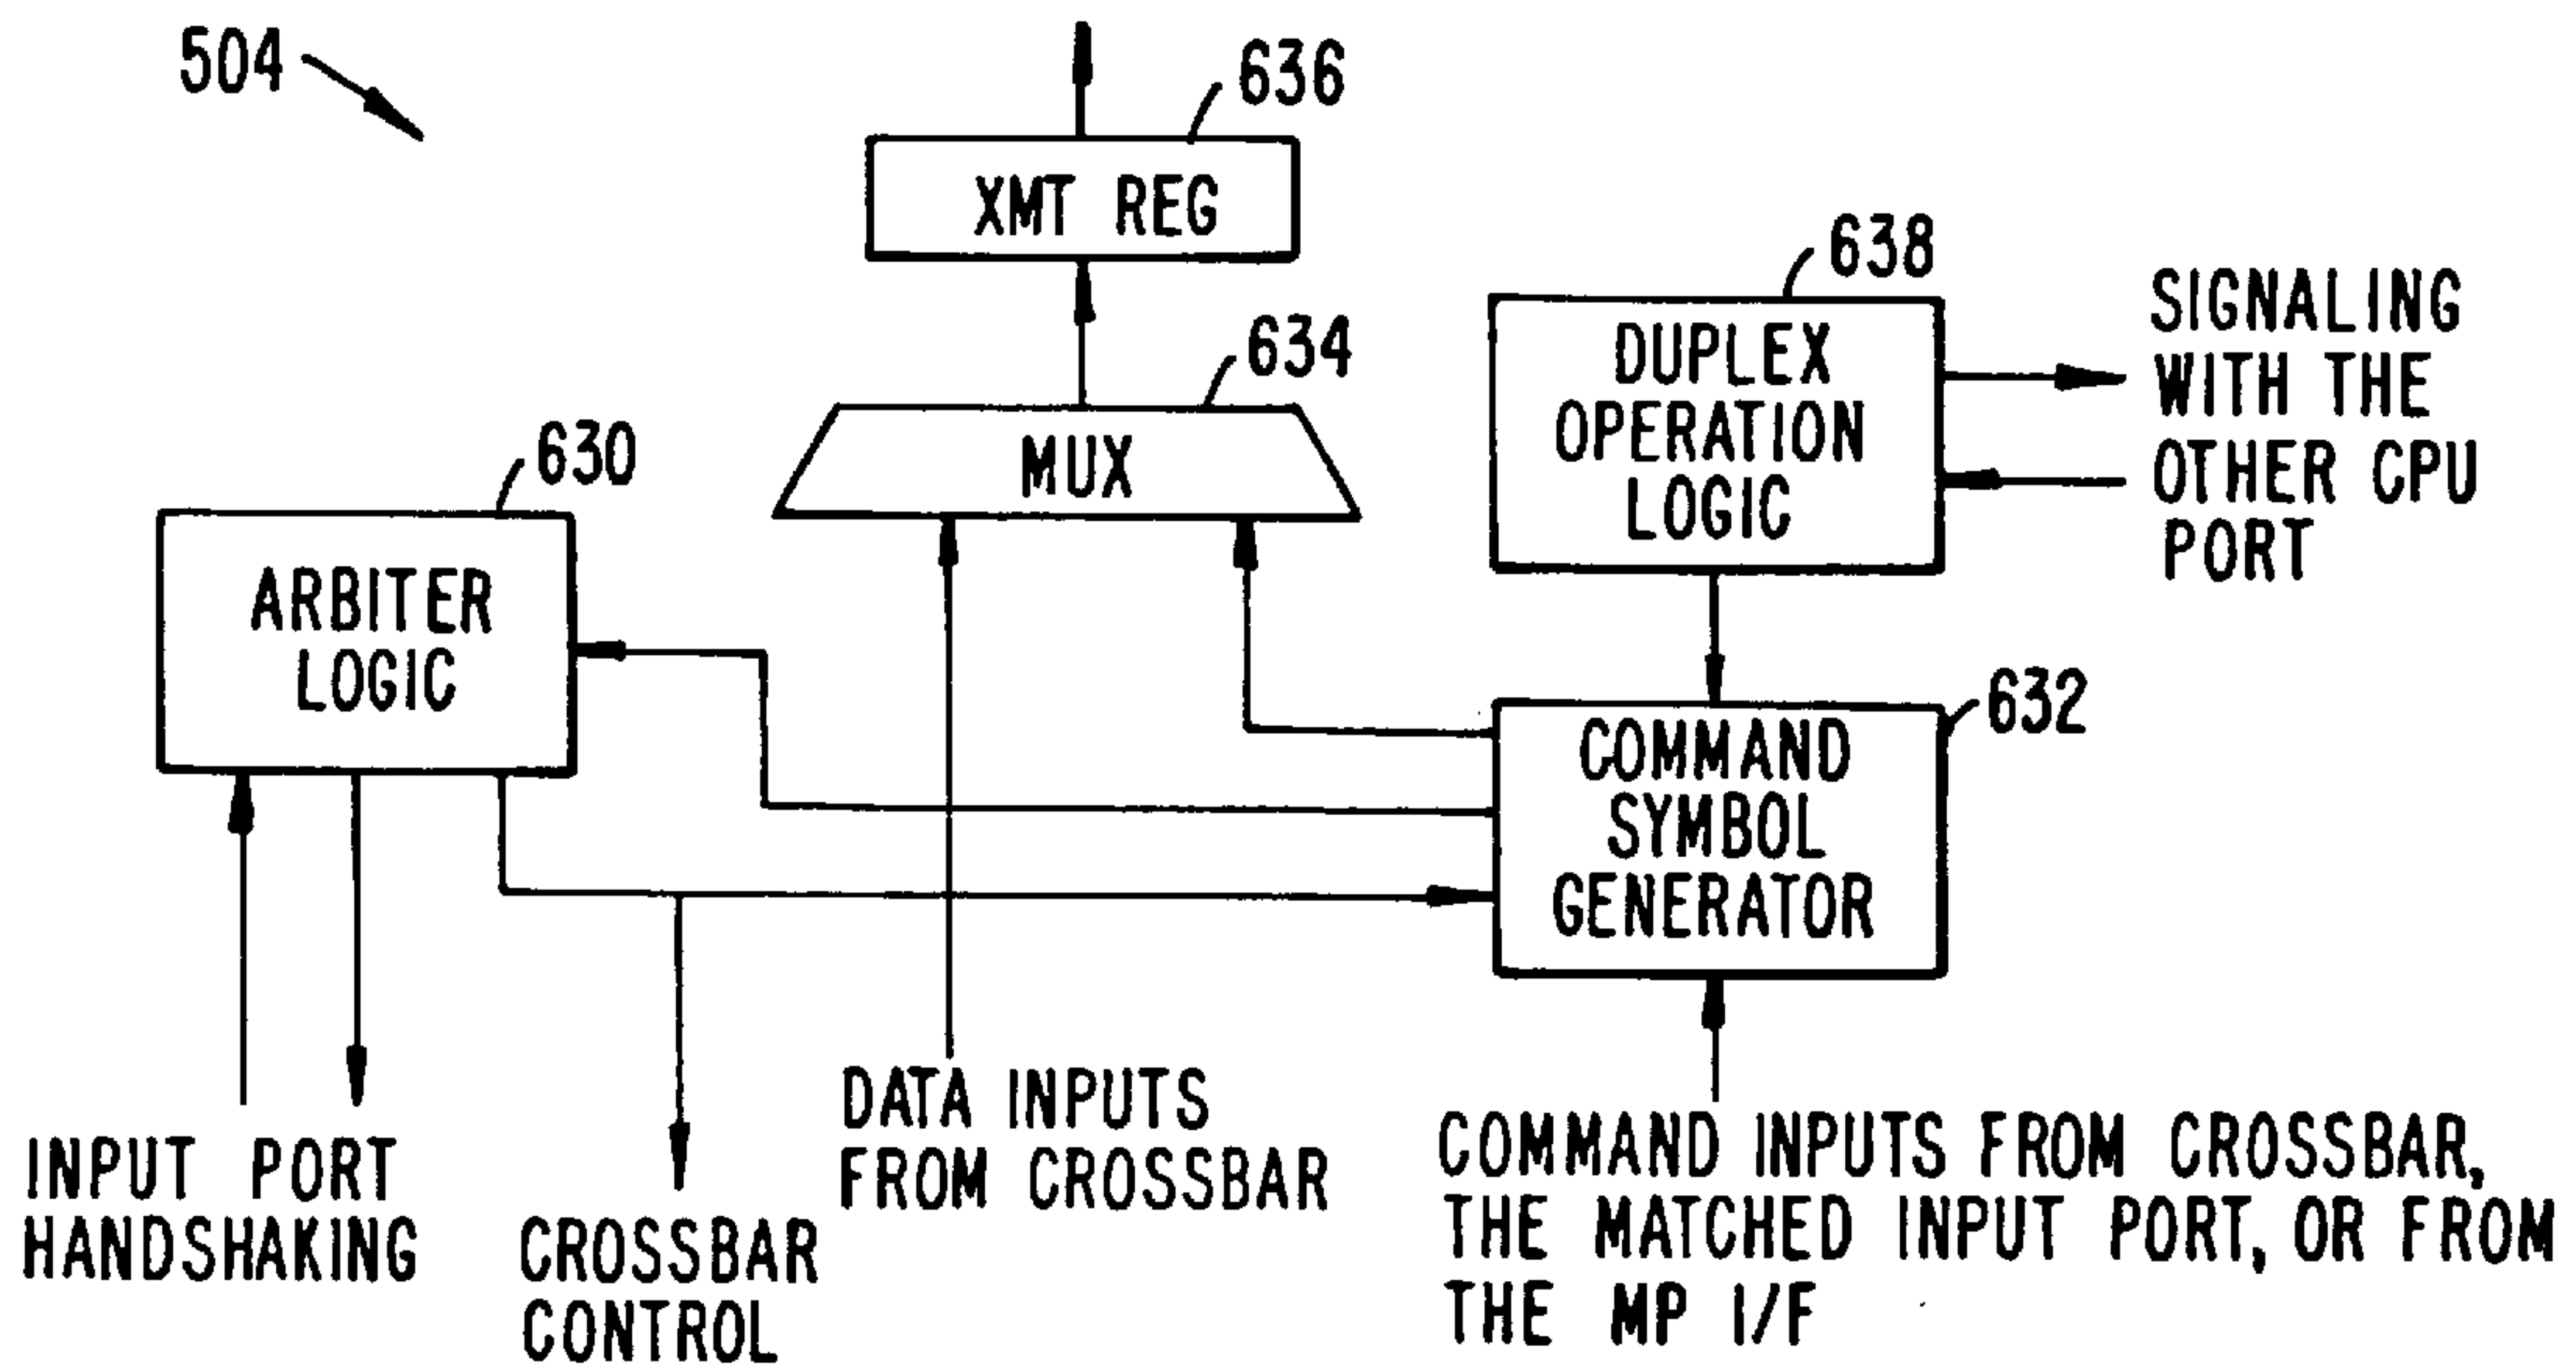 504
636
XMT REG
638
DUPLEX
OPERATION
LOGIC
SIGNALING
WITH THE
OTHER CPU
PORT
634
MUX
630
ARBITER
LOGIC
632
COMMAND
SYMBOL
GENERATOR
INPUT PORT
HANDSHAKING
CROSSBAR
CONTROL
DATA INPUTS
FROM CROSSBAR
COMMAND INPUTS FROM CROSSBAR,
THE MATCHED INPUT PORT, OR FROM
THE MP I/F